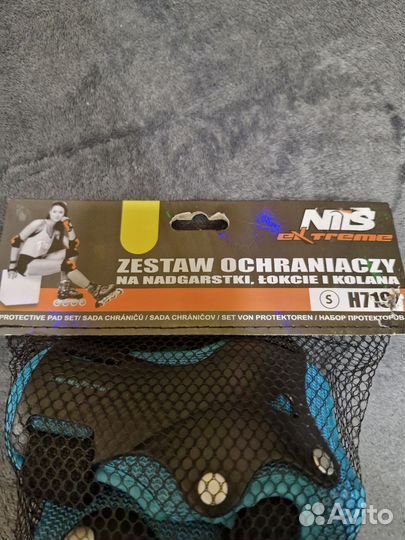 NILS
eXtreme
ZESTAW OCHRANIACZY
NA NADGARSTKI, ŁOKCIE I KOLANA
S H719
PROTECTIVE PAD SET/ SADA CHRÁNIČŮ / SADA CHRÁNIČOV / SET VON PROTEKTOREN / НАБОР ПРОТЕКТОРОВ
Avito